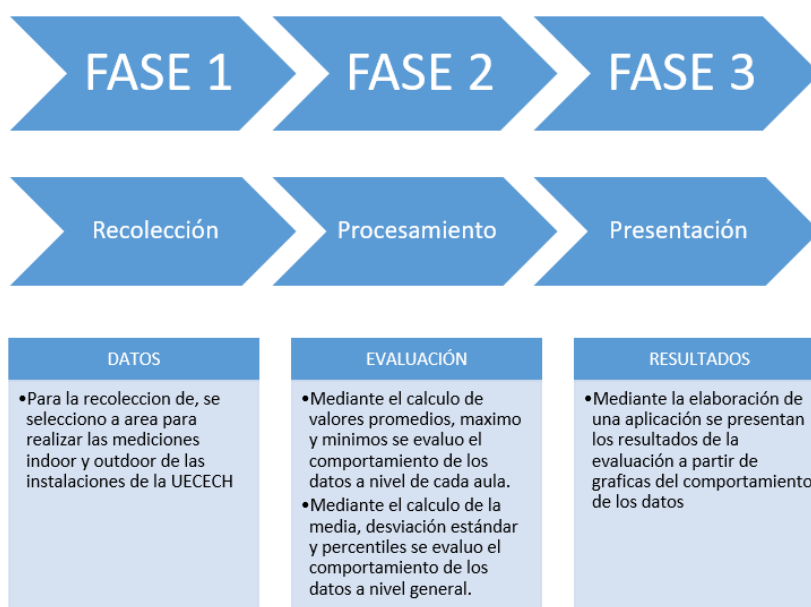 FASE 1
FASE 2
FASE 3
Recolección
Procesamiento
Presentación
DATOS
•Para la recoleccion de, se
selecciono a area para
realizar las mediciones
indoor y outdoor de las
instalaciones de la UECECH
EVALUACIÓN
•Mediante el calculo de
valores promedios, maximo
y minimos se evaluo el
comportamiento de los
datos a nivel de cada aula.
•Mediante el calculo de la
media, desviación estándar
y percentiles se evaluo el
comportamiento de los
datos a nivel general.
RESULTADOS
•Mediante la elaboración de
una aplicación se presentan
los resultados de la
evaluación a partir de
graficas del comportamiento
de los datos